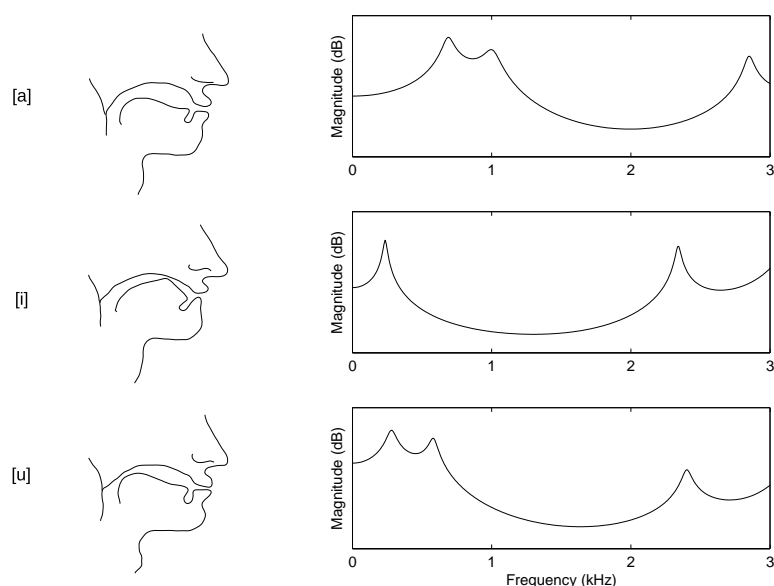 [a]
Magnitude (dB)
0 1 2 3
[i]
Magnitude (dB)
0 1 2 3
[u]
Magnitude (dB)
0 1 2 3
Frequency (kHz)